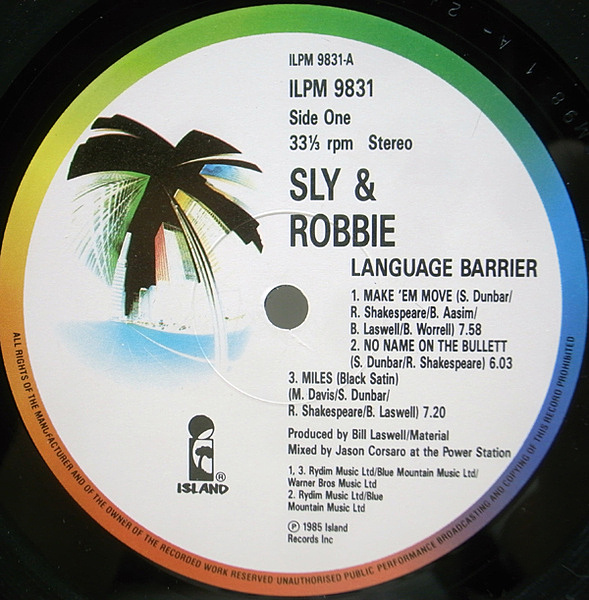 ILPM 9831-A
ILPM 9831
Side One
33⅓ rpm Stereo
SLY &
ROBBIE
LANGUAGE BARRIER
1. MAKE 'EM MOVE (S. Dunbar/
R. Shakespeare/B. Aasim/
B. Laswell/B. Worrell) 7.58
2. NO NAME ON THE BULLETT
(S. Dunbar/R. Shakespeare) 6.03
3. MILES (Black Satin)
(M. Davis/S. Dunbar/
R. Shakespeare/B. Laswell) 7.20
Produced by Bill Laswell/Material
Mixed by Jason Corsaro at the Power Station
1, 3. Rydim Music Ltd/Blue Mountain Music Ltd/
Warner Bros Music Ltd
2. Rydim Music Ltd/Blue
Mountain Music Ltd
℗ 1985 Island
Records Inc
ISLAND ®
ALL RIGHTS OF THE MANUFACTURER AND OF THE OWNER OF THE RECORDED WORK RESERVED UNAUTHORISED PUBLIC PERFORMANCE BROADCASTING AND COPYING OF THIS RECORD PROHIBITED